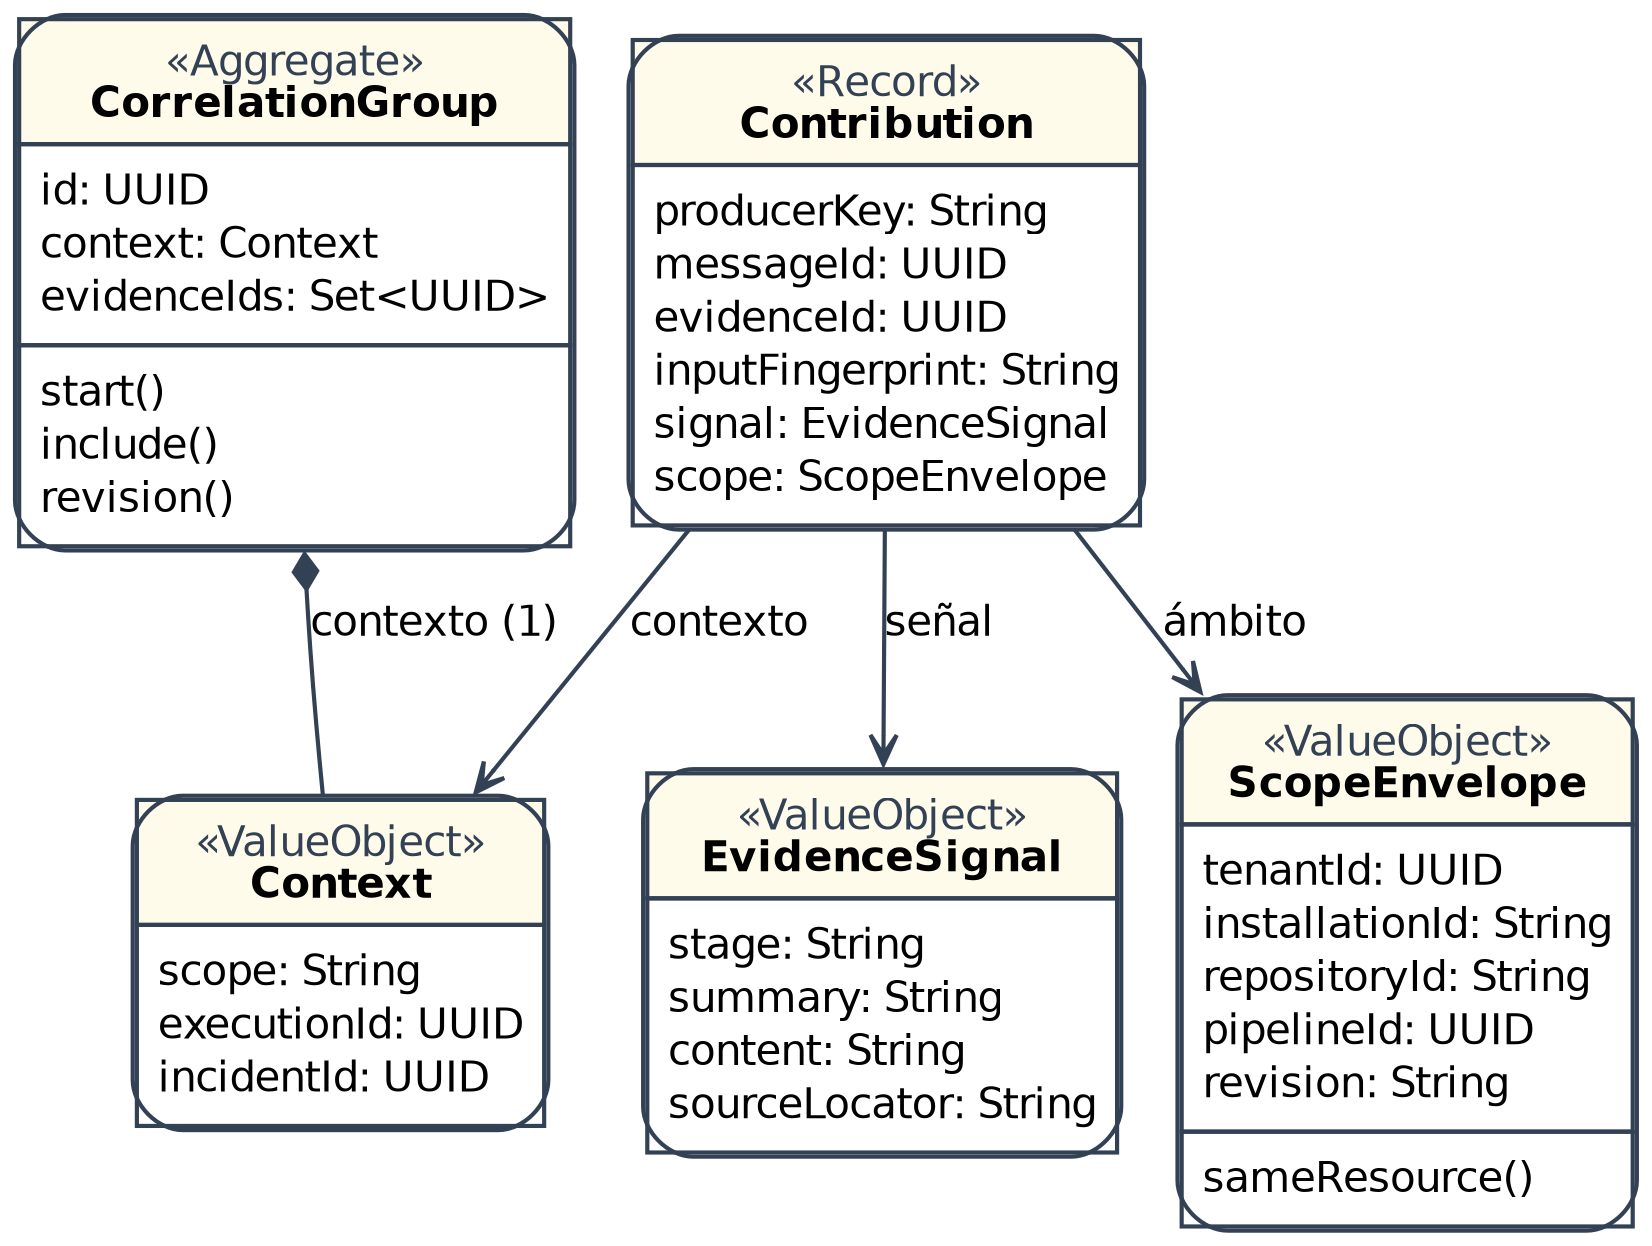 «Aggregate»
CorrelationGroup
id: UUID
context: Context
evidenceIds: Set<UUID>
start()
include()
revision()
«Record»
Contribution
producerKey: String
messageId: UUID
evidenceId: UUID
inputFingerprint: String
signal: EvidenceSignal
scope: ScopeEnvelope
contexto (1)
contexto
señal
ámbito
«ValueObject»
Context
scope: String
executionId: UUID
incidentId: UUID
«ValueObject»
EvidenceSignal
stage: String
summary: String
content: String
sourceLocator: String
«ValueObject»
ScopeEnvelope
tenantId: UUID
installationId: String
repositoryId: String
pipelineId: UUID
revision: String
sameResource()